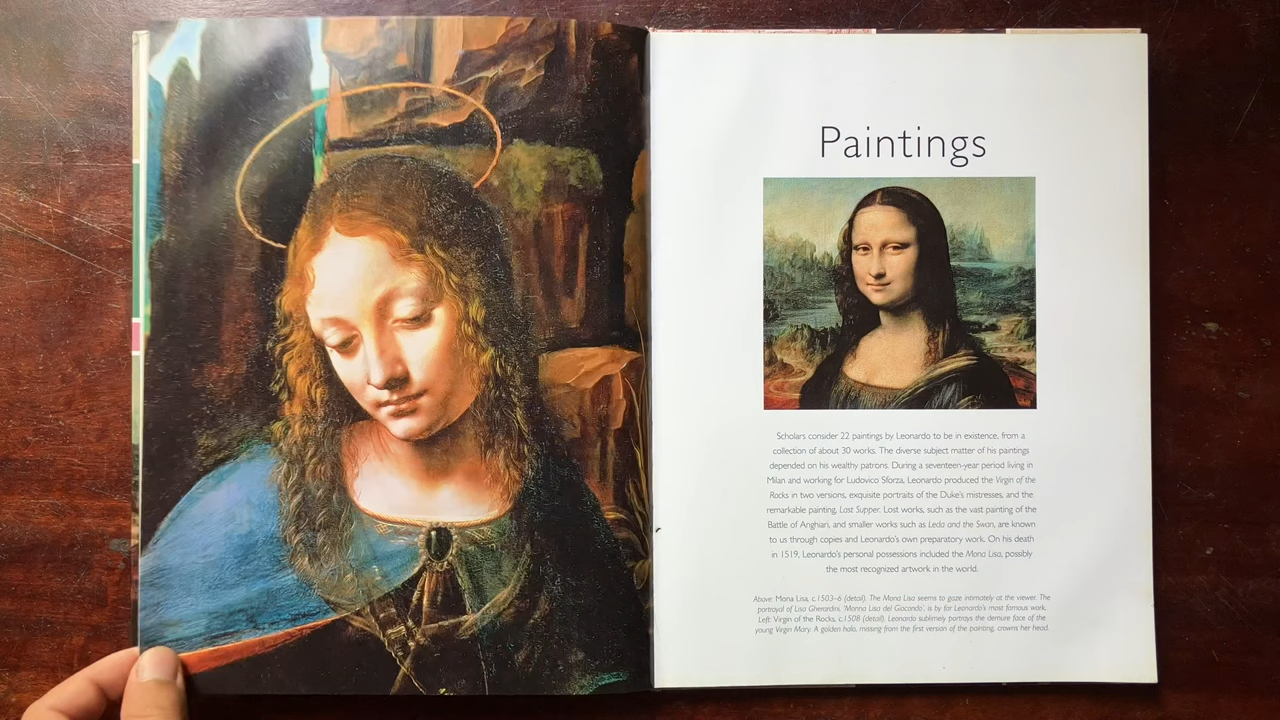 Paintings
Scholars consider 22 paintings by Leonardo to be in existence, from a
collection of about 30 works. The diverse subject matter of his paintings
depended on his wealthy patrons. During a seventeen-year period living in
Milan and working for Ludovico Sforza, Leonardo produced the Virgin of the
Rocks in two versions, exquisite portraits of the Duke's mistresses, and the
remarkable painting, Last Supper. Lost works, such as the vast painting of the
Battle of Anghiari, and smaller works such as Leda and the Swan, are known
to us through copies and Leonardo's own preparatory work. On his death
in 1519, Leonardo's personal possessions included the Mona Lisa, possibly
the most recognized artwork in the world.
Above: Mona Lisa, c.1503–6 (detail). The Mona Lisa seems to gaze intimately at the viewer. The
portrayal of Lisa Gherardini, 'Monna Lisa del Giocondo', is by far Leonardo's most famous work.
Left: Virgin of the Rocks, c.1508 (detail). Leonardo sublimely portrays the demure face of the
young Virgin Mary. A golden halo, missing from the first version of the painting, crowns her head.